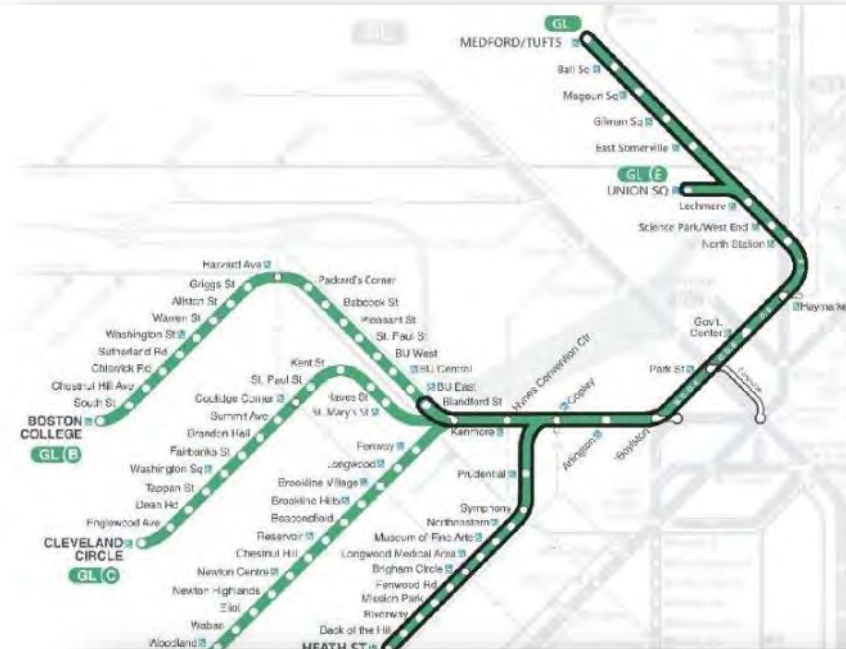 GL
MEDFORD/TUFTS
Ball Sq
Magoun Sq
Gilman Sq
East Somerville
GL E
UNION SQ
Lechmere
Science Park/West End
North Station
Haymarke
Gov't.
Center
Park St
Boylston
Arlington
Copley
Hynes Convention Ctr
Kenmore
Blandford St
BU East
BU Central
BU West
St. Paul St
Pleasant St
Babcock St
Packard's Corner
Harvard Ave
Griggs St
Allston St
Warren St
Washington St
Sutherland Rd
Chiswick Rd
Chestnut Hill Ave
South St
BOSTON
COLLEGE
GL B
Kent St
St. Paul St
Coolidge Corner
Hawes St
St. Mary's St
Summit Ave
Brandon Hall
Fairbanks St
Washington Sq
Tappan St
Dean Rd
Englewood Ave
CLEVELAND
CIRCLE
GL C
Fenway
Longwood
Brookline Village
Brookline Hills
Beaconsfield
Reservoir
Chestnut Hill
Newton Centre
Newton Highlands
Eliot
Waban
Woodland
Prudential
Symphony
Northeastern
Museum of Fine Arts
Longwood Medical Area
Brigham Circle
Fenwood Rd
Mission Park
Riverway
Back of the Hill
HEATH ST